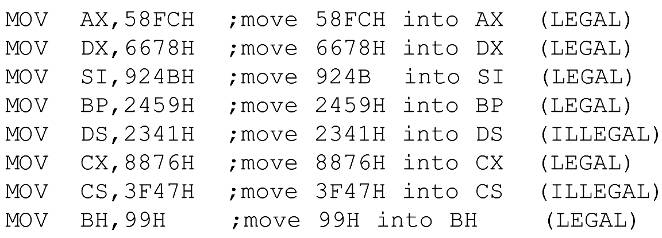 MOV AX,58FCH ;move 58FCH into AX (LEGAL)
MOV DX,6678H ;move 6678H into DX (LEGAL)
MOV SI,924BH ;move 924B into SI (LEGAL)
MOV BP,2459H ;move 2459H into BP (LEGAL)
MOV DS,2341H ;move 2341H into DS (ILLEGAL)
MOV CX,8876H ;move 8876H into CX (LEGAL)
MOV CS,3F47H ;move 3F47H into CS (ILLEGAL)
MOV BH,99H ;move 99H into BH (LEGAL)